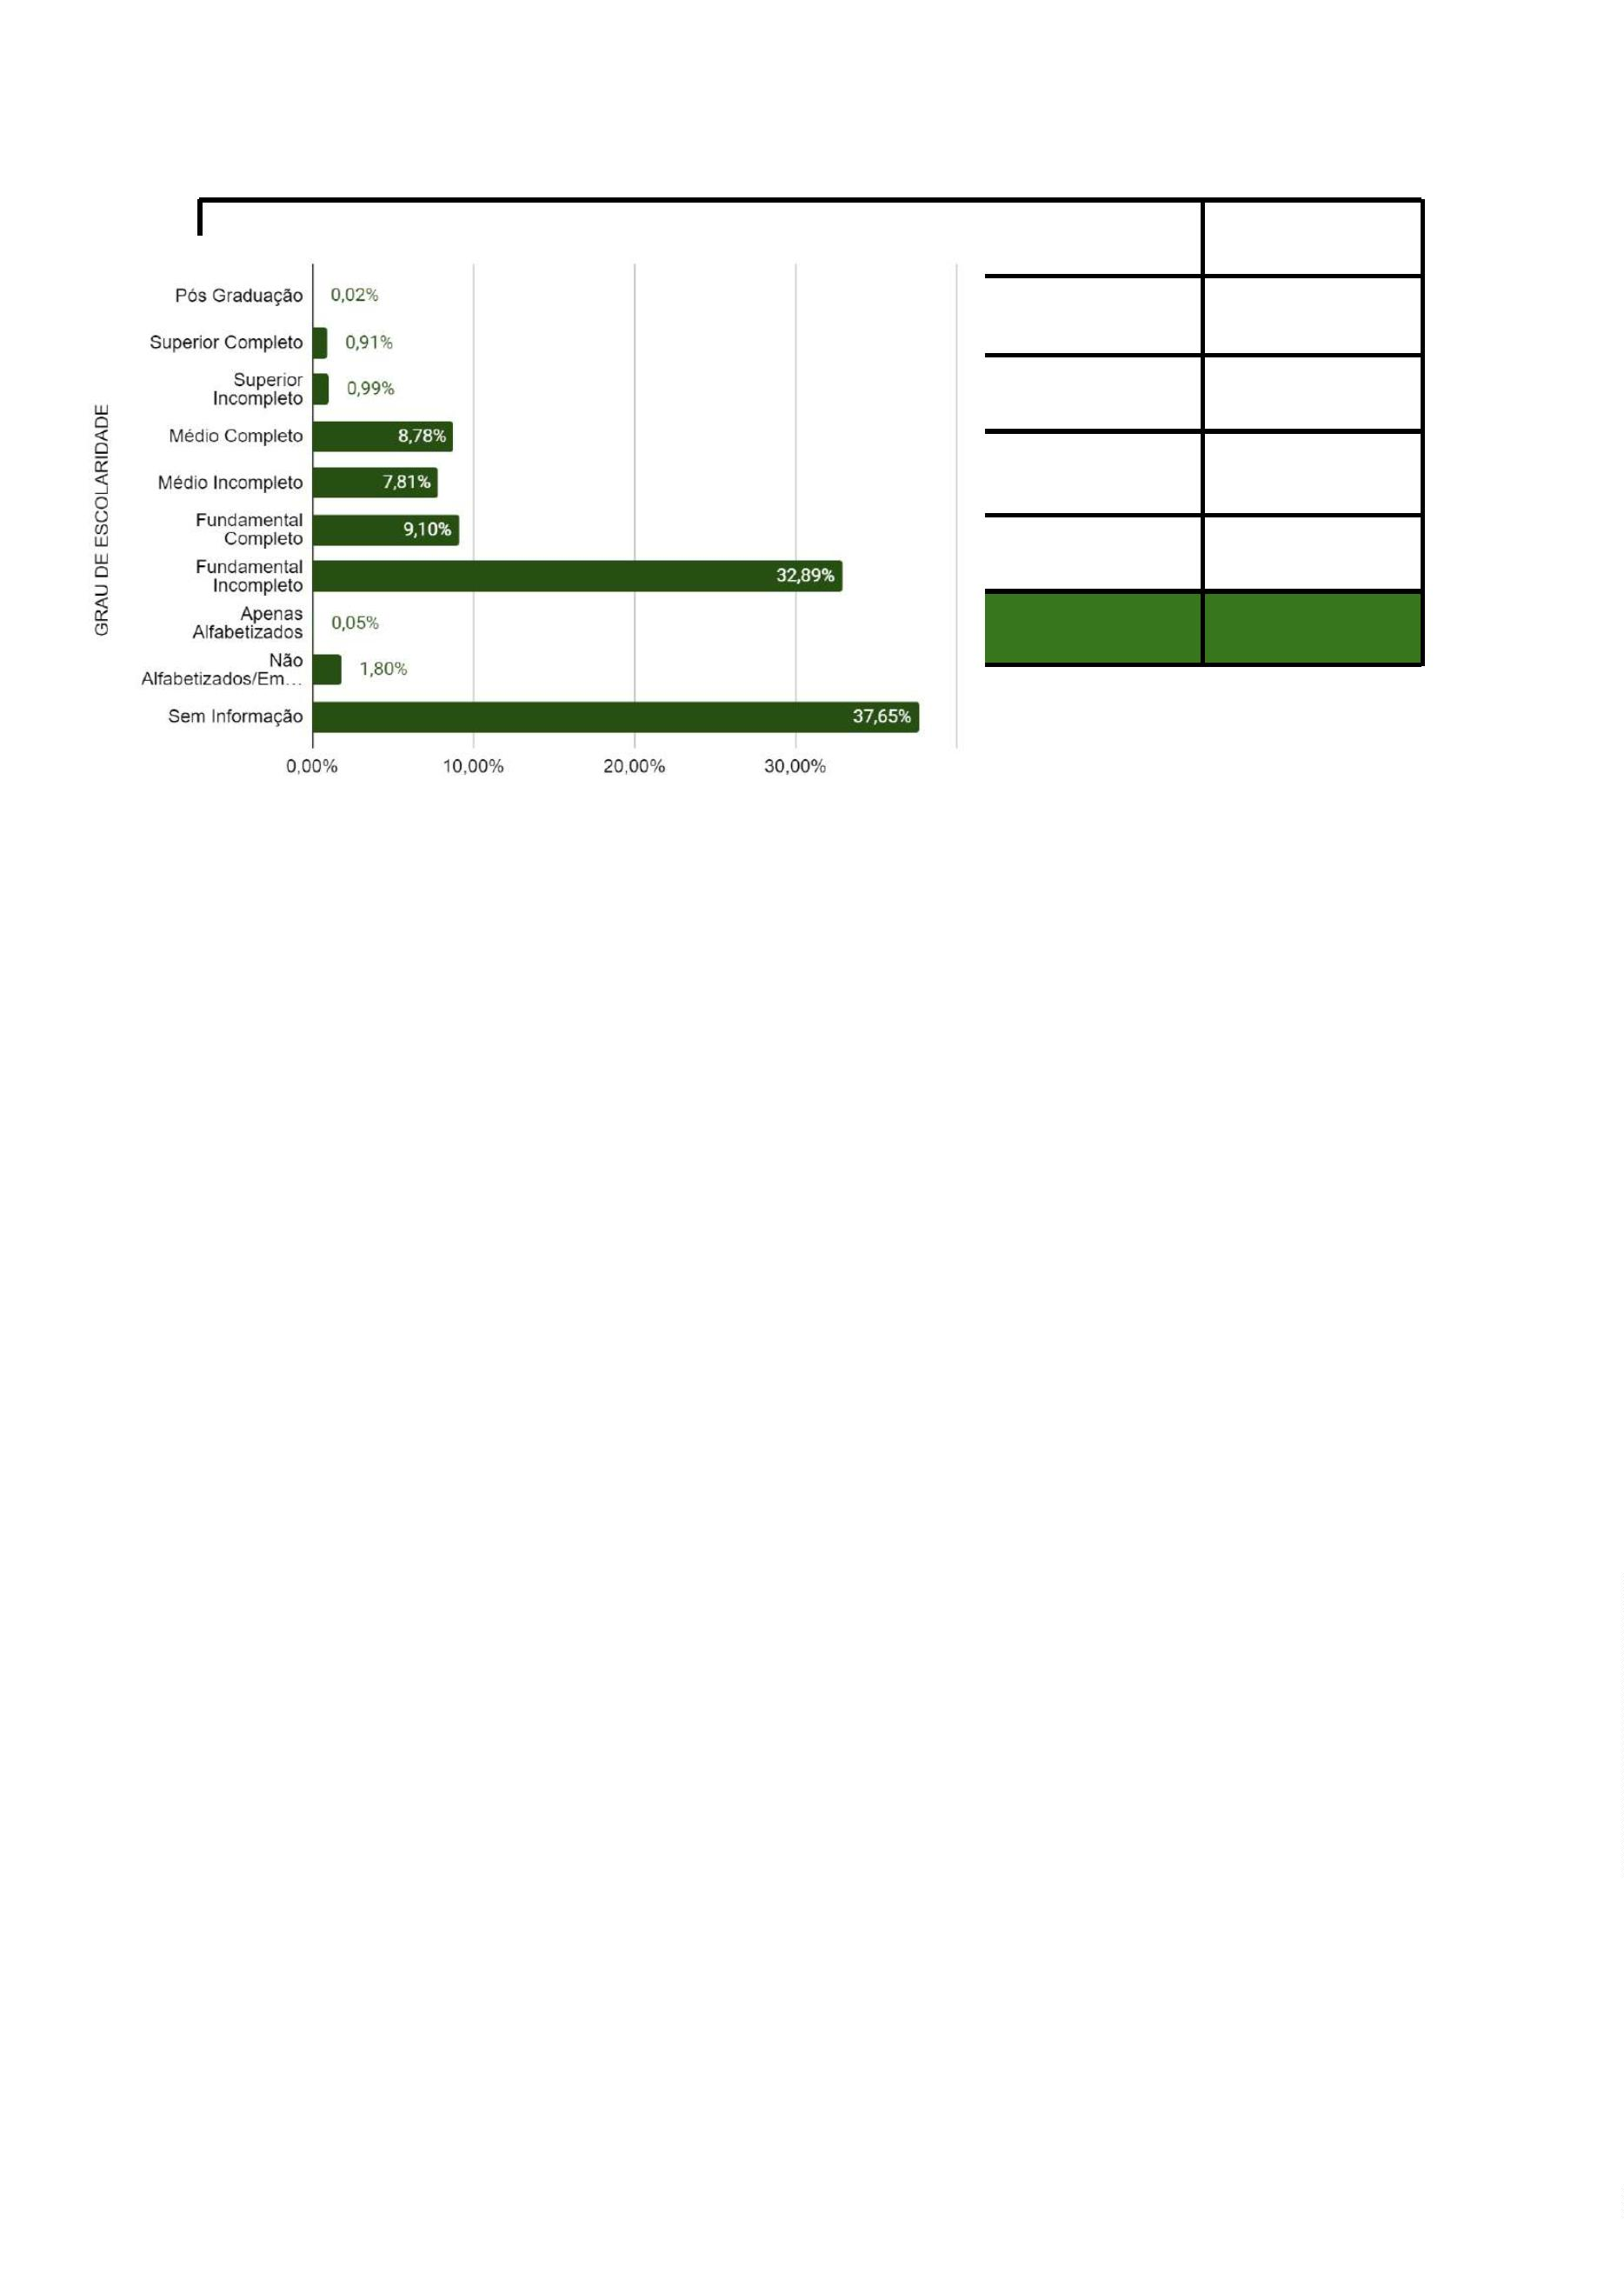 GRAU DE ESCOLARIDADE
Pós Graduação 0,02%
Superior Completo 0,91%
Superior
Incompleto 0,99%
Médio Completo 8,78%
Médio Incompleto 7,81%
Fundamental
Completo 9,10%
Fundamental
Incompleto 32,89%
Apenas
Alfabetizados 0,05%
Não
Alfabetizados/Em... 1,80%
Sem Informação 37,65%
0,00% 10,00% 20,00% 30,00%